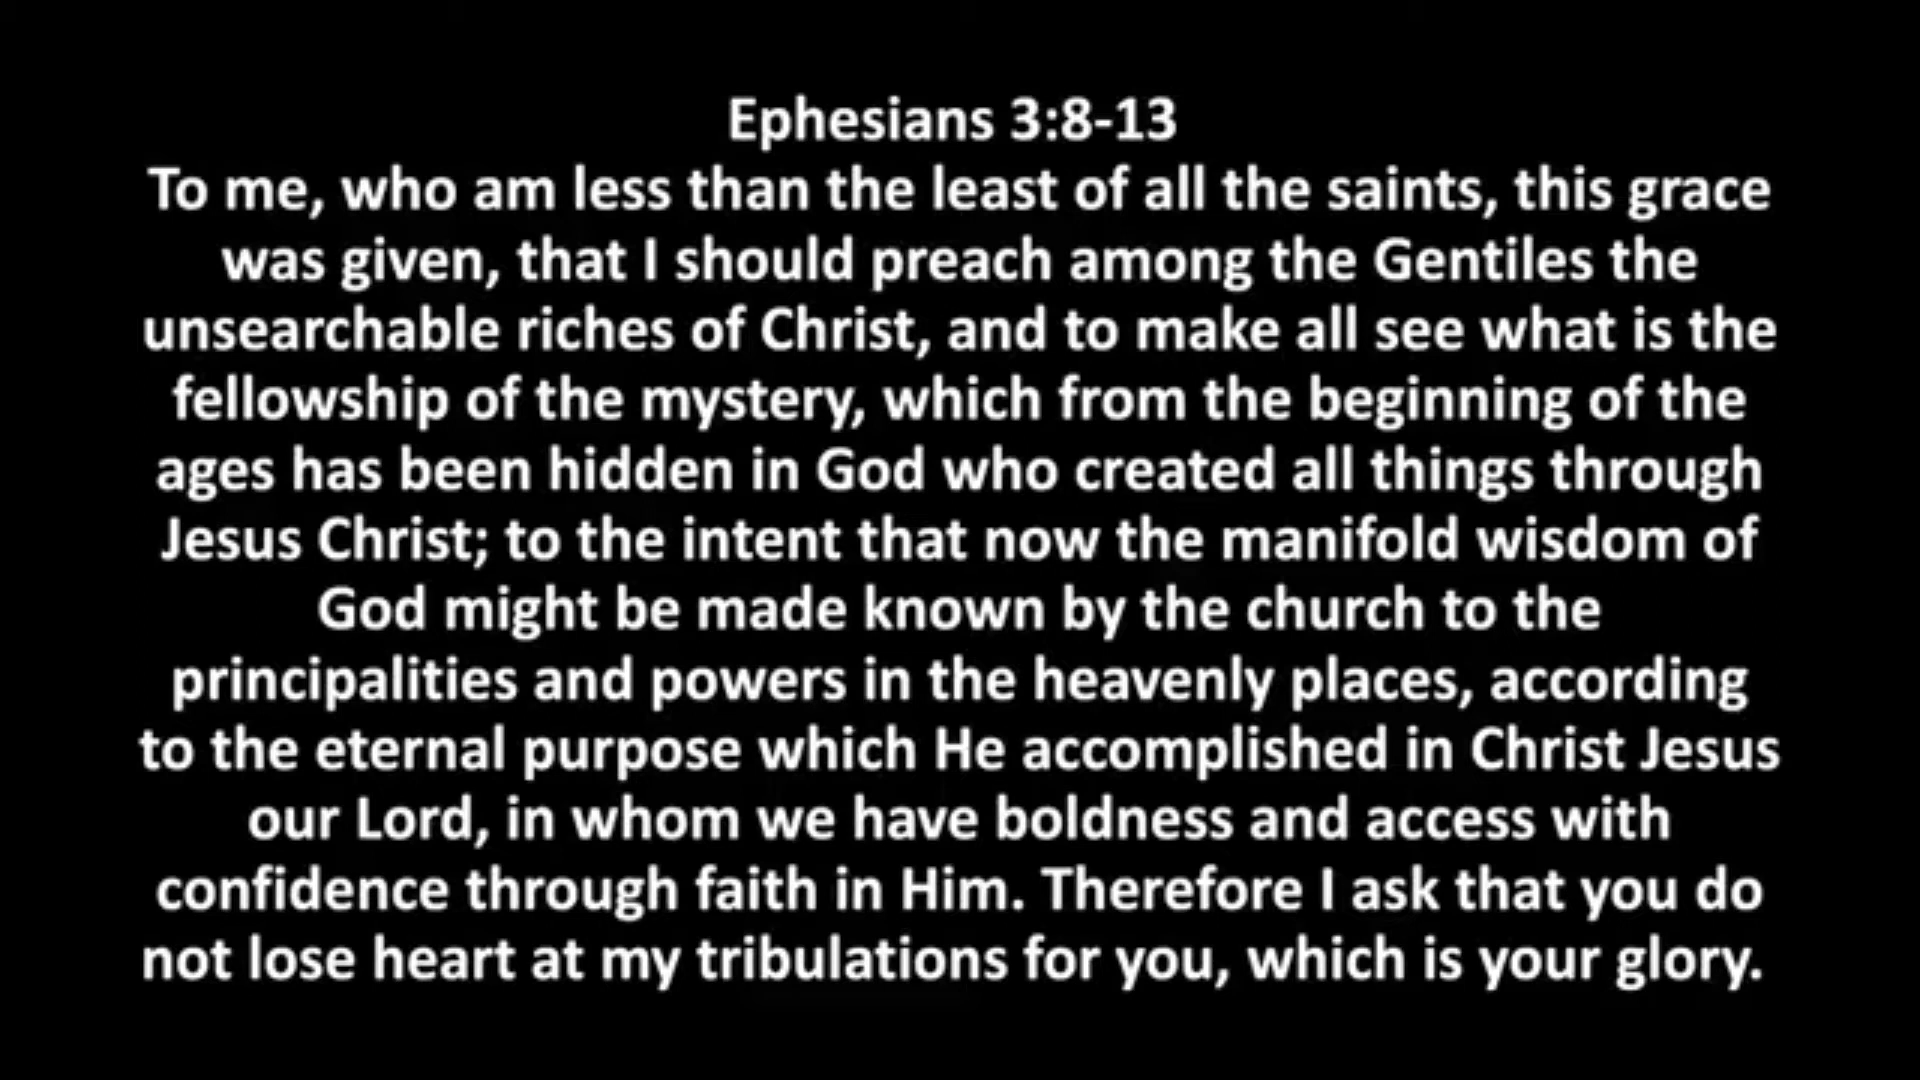 Ephesians 3:8-13
To me, who am less than the least of all the saints, this grace
was given, that I should preach among the Gentiles the
unsearchable riches of Christ, and to make all see what is the
fellowship of the mystery, which from the beginning of the
ages has been hidden in God who created all things through
Jesus Christ; to the intent that now the manifold wisdom of
God might be made known by the church to the
principalities and powers in the heavenly places, according
to the eternal purpose which He accomplished in Christ Jesus
our Lord, in whom we have boldness and access with
confidence through faith in Him. Therefore I ask that you do
not lose heart at my tribulations for you, which is your glory.